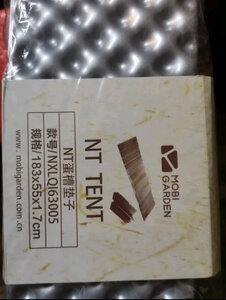 MOBI
GARDEN
NT TENT
NT蛋槽垫子
款号/NXLQI63005
规格/183x55x1.7cm
www.
mobigarden.com.cn